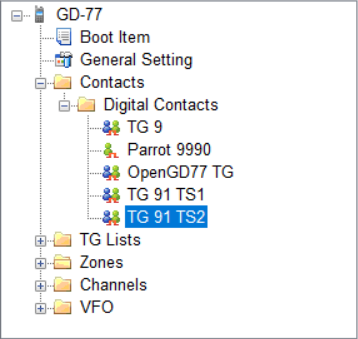 GD-77
Boot Item
General Setting
Contacts
Digital Contacts
TG 9
Parrot 9990
OpenGD77 TG
TG 91 TS1
TG 91 TS2
TG Lists
Zones
Channels
VFO